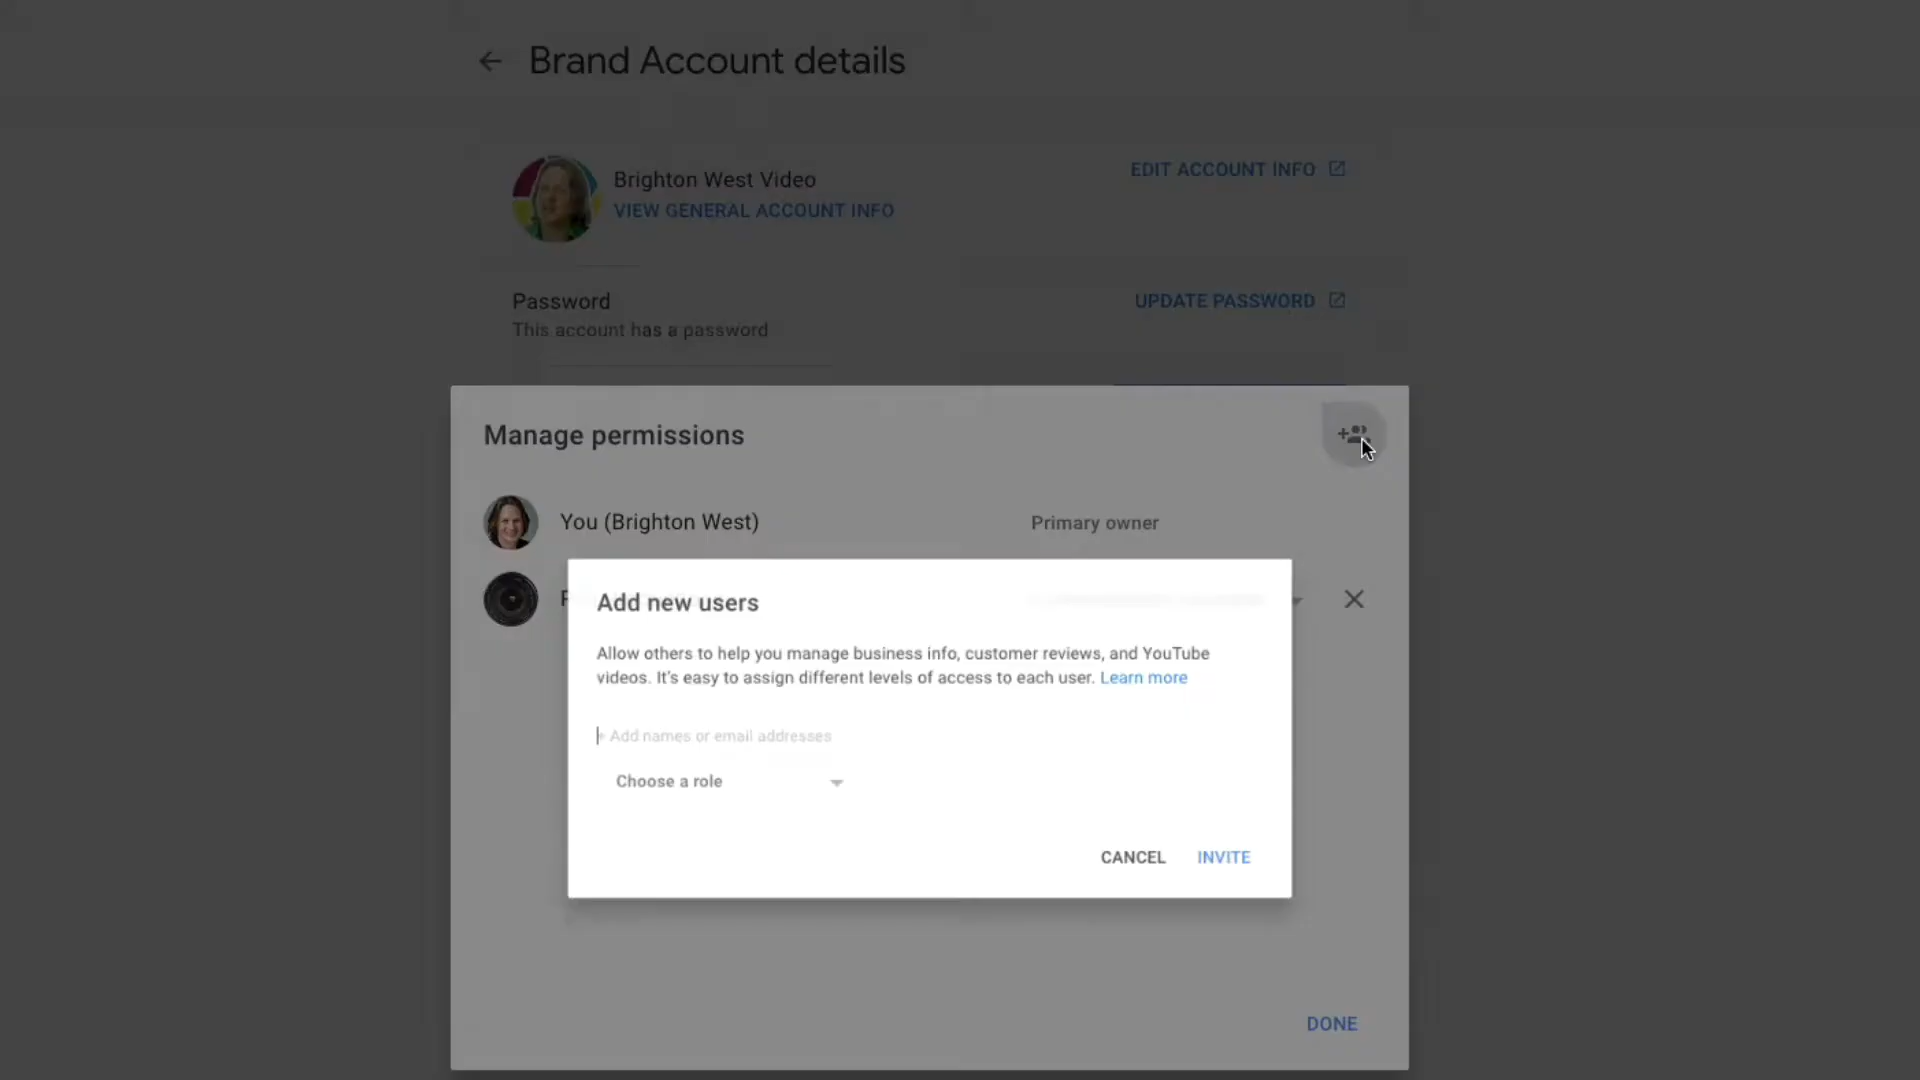 Brand Account details
Brighton West Video
EDIT ACCOUNT INFO
VIEW GENERAL ACCOUNT INFO
Password
UPDATE PASSWORD
This account has a password
Manage permissions
You (Brighton West)
Primary owner
Add new users
Allow others to help you manage business info, customer reviews, and YouTube
videos. It's easy to assign different levels of access to each user. Learn more
+ Add names or email addresses
Choose a role
CANCEL
INVITE
DONE